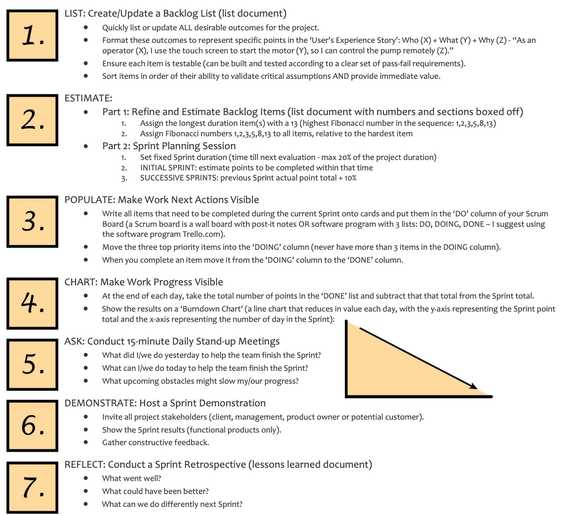 1.
LIST: Create/Update a Backlog List (list document)
• Quickly list or update ALL desirable outcomes for the project.
• Format these outcomes to represent specific points in the 'User's Experience Story': Who (X) + What (Y) + Why (Z) - "As an
operator (X), I use the touch screen to start the motor (Y), so I can control the pump remotely (Z)."
• Ensure each item is testable (can be built and tested according to a clear set of pass-fail requirements).
• Sort items in order of their ability to validate critical assumptions AND provide immediate value.
2.
ESTIMATE:
• Part 1: Refine and Estimate Backlog Items (list document with numbers and sections boxed off)
1. Assign the longest duration item(s) with a 13 (highest Fibonacci number in the sequence: 1,2,3,5,8,13)
2. Assign Fibonacci numbers 1,2,3,5,8,13 to all items, relative to the hardest item
• Part 2: Sprint Planning Session
1. Set fixed Sprint duration (time till next evaluation - max 20% of the project duration)
2. INITIAL SPRINT: estimate points to be completed within that time
3. SUCCESSIVE SPRINTS: previous Sprint actual point total + 10%
3.
POPULATE: Make Work Next Actions Visible
• Write all items that need to be completed during the current Sprint onto cards and put them in the 'DO' column of your Scrum
Board (a Scrum board is a wall board with post-it notes OR software program with 3 lists: DO, DOING, DONE – I suggest using
the software program Trello.com).
• Move the three top priority items into the 'DOING' column (never have more than 3 items in the DOING column).
• When you complete an item move it from the 'DOING' column to the 'DONE' column.
4.
CHART: Make Work Progress Visible
• At the end of each day, take the total number of points in the 'DONE' list and subtract that that total from the Sprint total.
• Show the results on a 'Burndown Chart' (a line chart that reduces in value each day, with the y-axis representing the Sprint point
total and the x-axis representing the number of day in the Sprint):
5.
ASK: Conduct 15-minute Daily Stand-up Meetings
• What did I/we do yesterday to help the team finish the Sprint?
• What can I/we do today to help the team finish the Sprint?
• What upcoming obstacles might slow my/our progress?
6.
DEMONSTRATE: Host a Sprint Demonstration
• Invite all project stakeholders (client, management, product owner or potential customer).
• Show the Sprint results (functional products only).
• Gather constructive feedback.
7.
REFLECT: Conduct a Sprint Retrospective (lessons learned document)
• What went well?
• What could have been better?
• What can we do differently next Sprint?